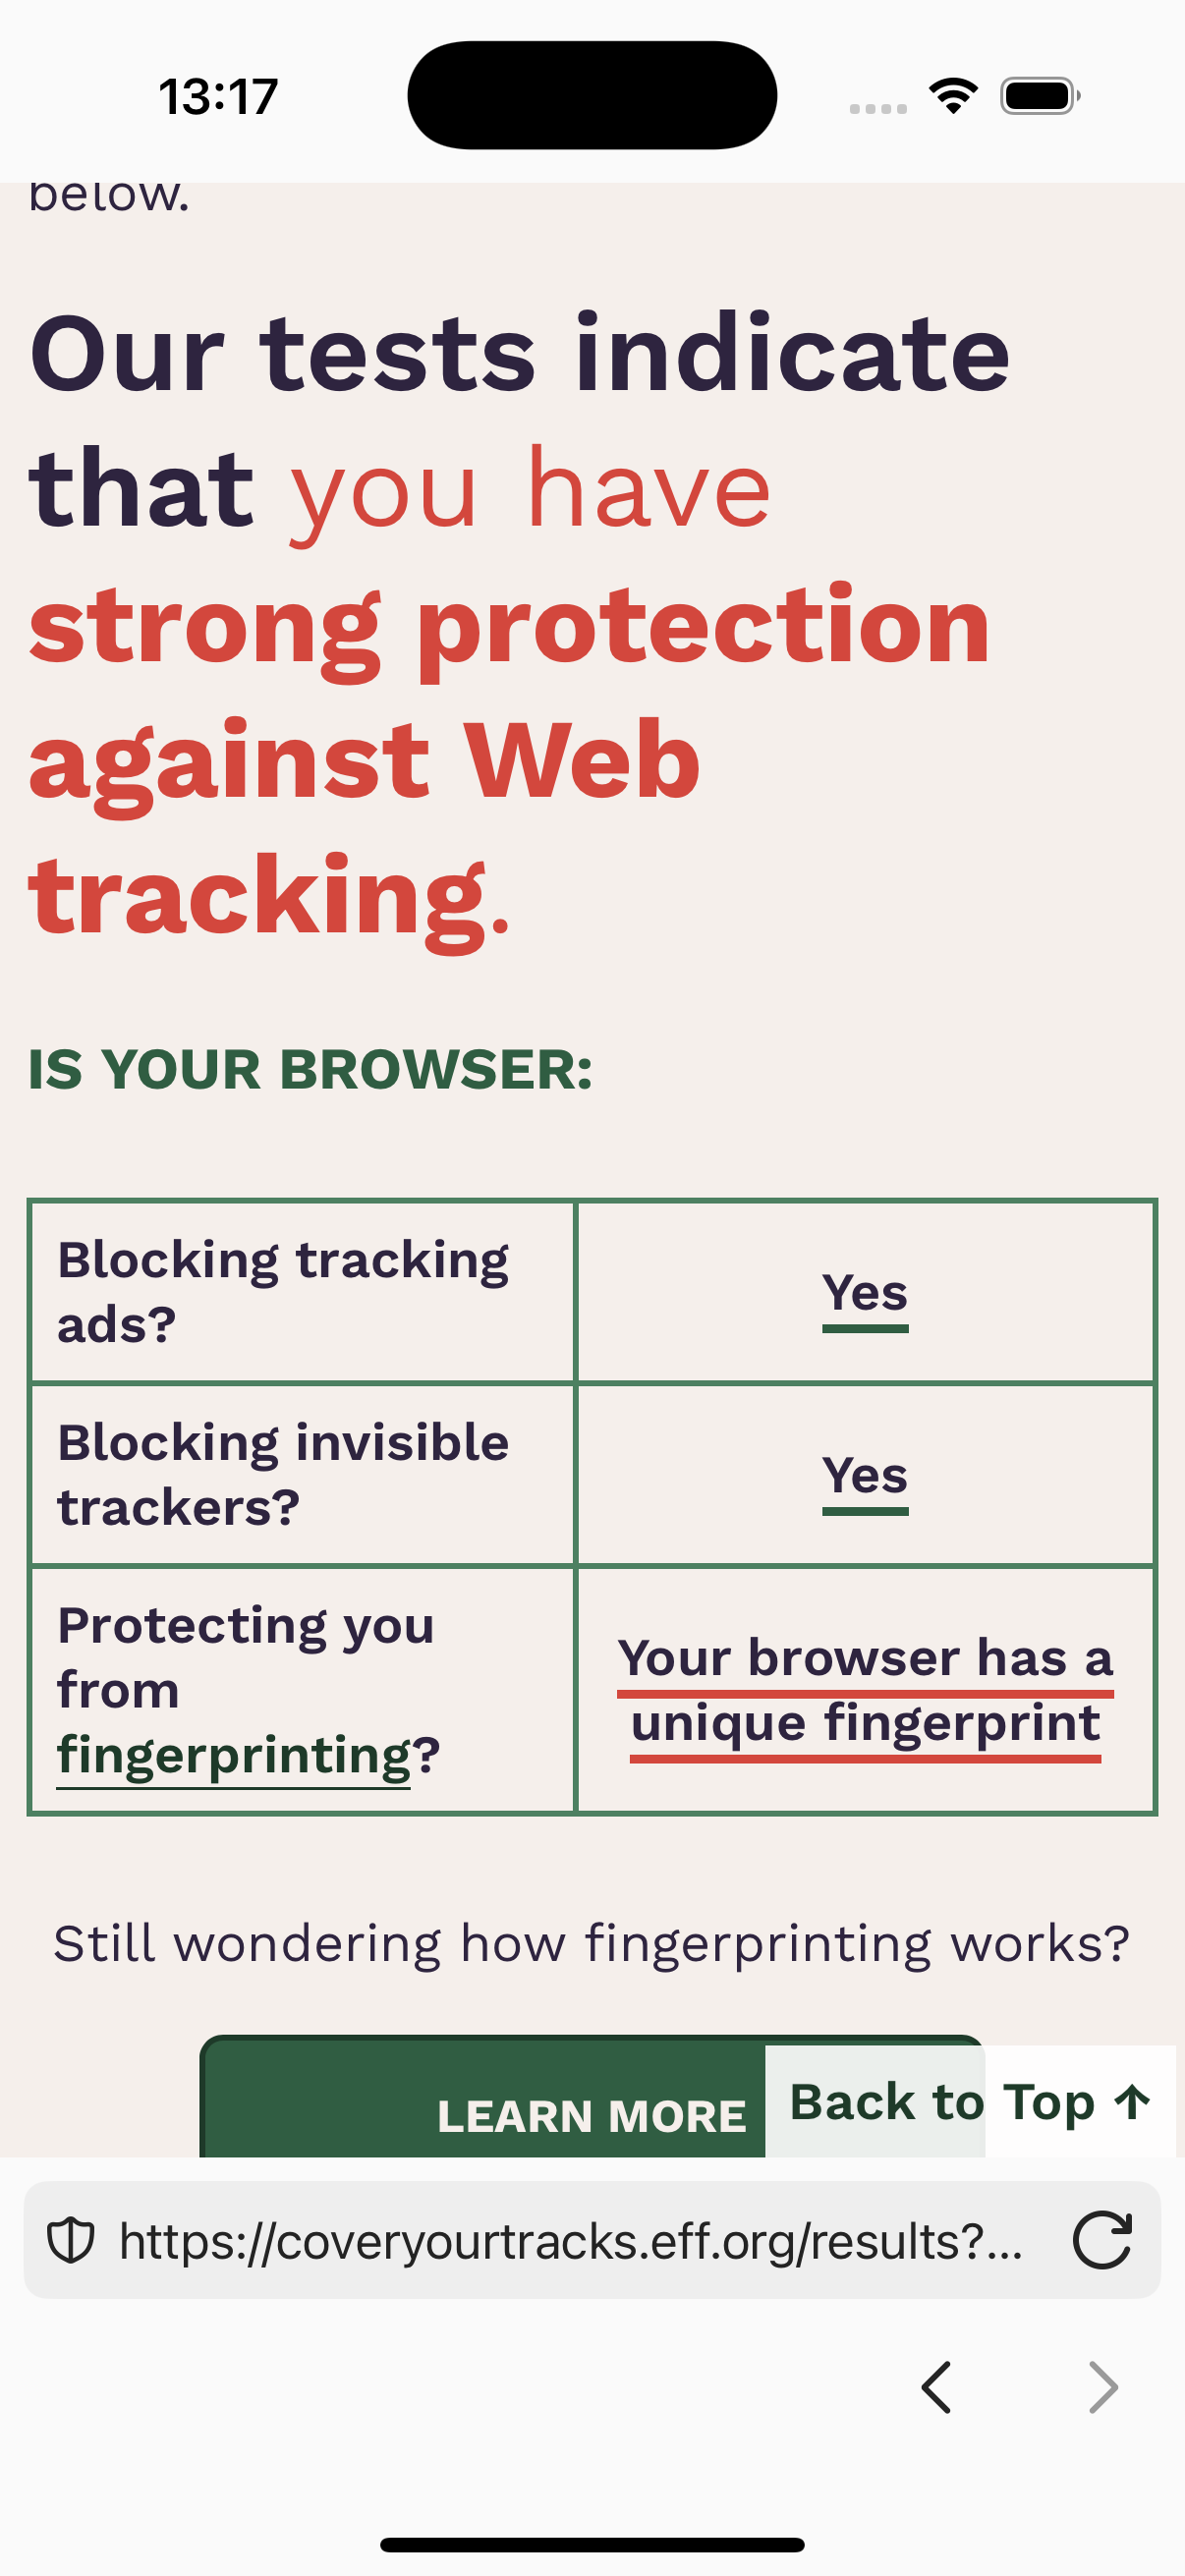 13:17
below.
Our tests indicate
that you have
strong protection
against Web
tracking.
IS YOUR BROWSER:
Blocking tracking
ads?
Yes
Blocking invisible
trackers?
Yes
Protecting you
from
fingerprinting?
Your browser has a
unique fingerprint
Still wondering how fingerprinting works?
LEARN MORE
Back to Top ↑
https://coveryourtracks.eff.org/results?...